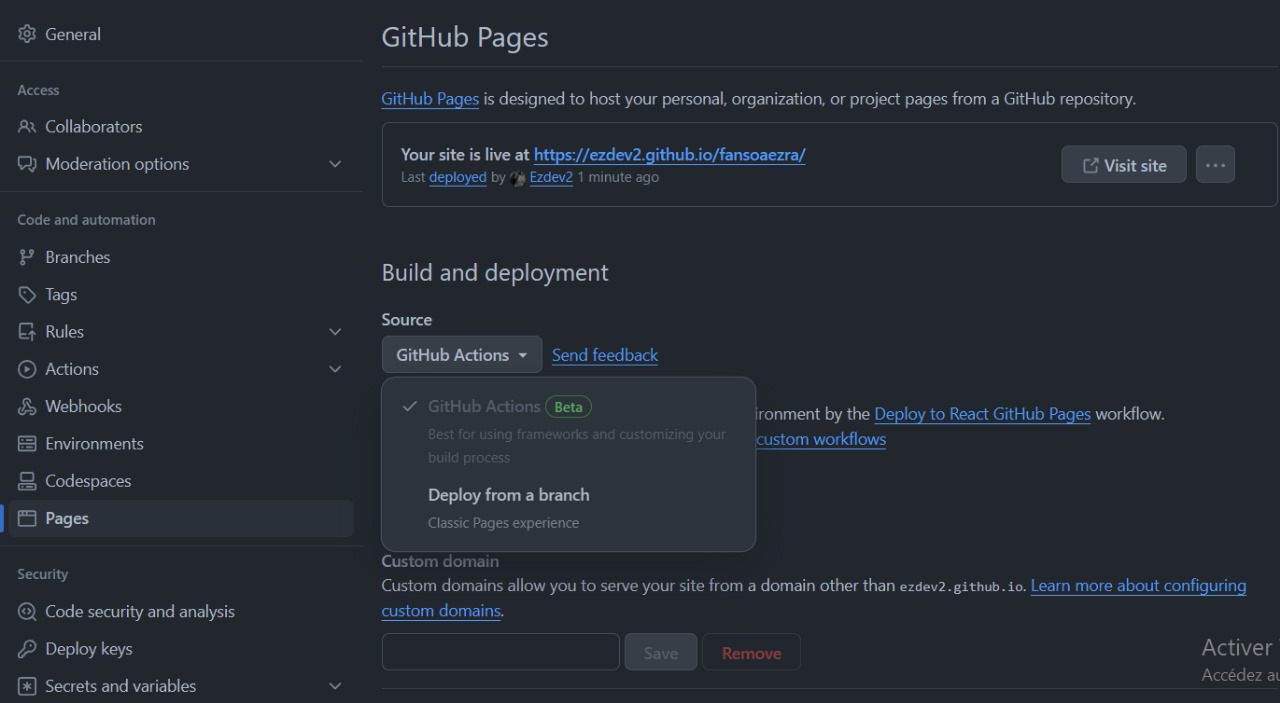 General
Access
Collaborators
Moderation options
Code and automation
Branches
Tags
Rules
Actions
Webhooks
Environments
Codespaces
Pages
Security
Code security and analysis
Deploy keys
Secrets and variables
GitHub Pages
GitHub Pages is designed to host your personal, organization, or project pages from a GitHub repository.
Your site is live at https://ezdev2.github.io/fansoaezra/
Last deployed by Ezdev2 1 minute ago
Visit site
Build and deployment
Source
GitHub Actions
Send feedback
GitHub Actions Beta
Best for using frameworks and customizing your
build process
Deploy from a branch
Classic Pages experience
ironment by the Deploy to React GitHub Pages workflow.
custom workflows
Custom domain
Custom domains allow you to serve your site from a domain other than ezdev2.github.io. Learn more about configuring
custom domains.
Save
Remove
Activer
Accédez au